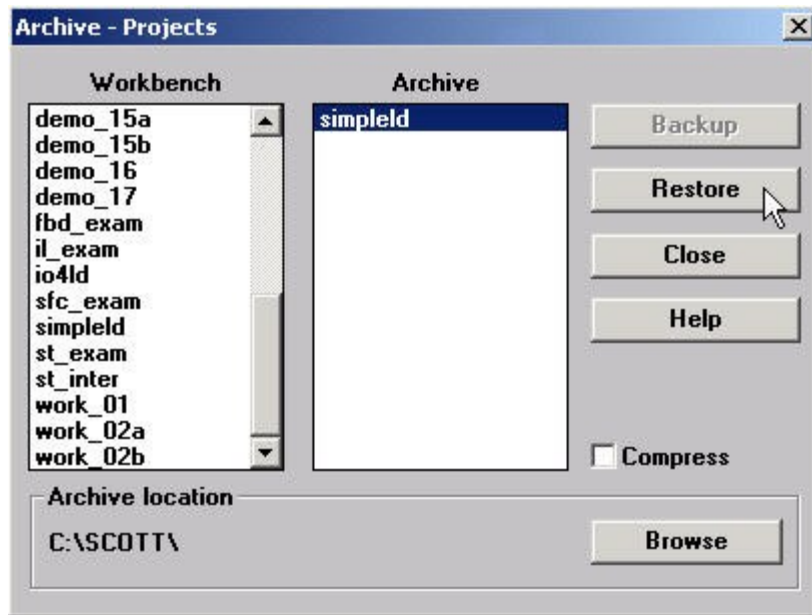 Archive - Projects
Workbench
demo_15a
demo_15b
demo_16
demo_17
fbd_exam
il_exam
io4ld
sfc_exam
simpleld
st_exam
st_inter
work_01
work_02a
work_02b
Archive
simpleld
Backup
Restore
Close
Help
Compress
Archive location
C:\SCOTT\
Browse